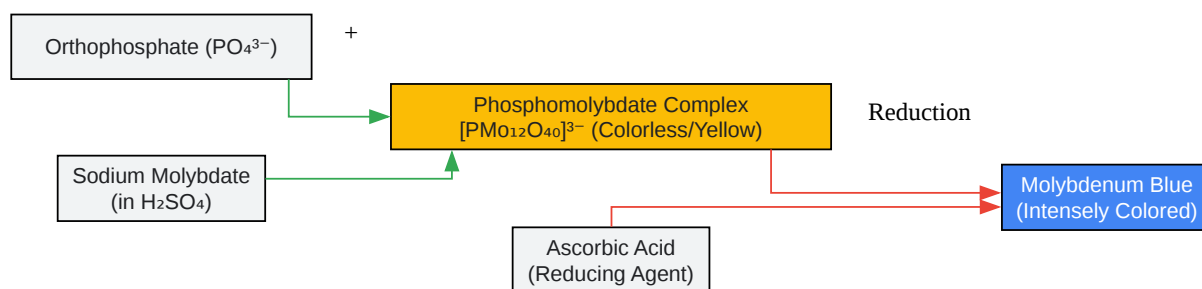 Orthophosphate (PO₄³⁻)
+
Phosphomolybdate Complex
[PMo₁₂O₄₀]³⁻ (Colorless/Yellow)
Reduction
Sodium Molybdate
(in H₂SO₄)
Molybdenum Blue
(Intensely Colored)
Ascorbic Acid
(Reducing Agent)